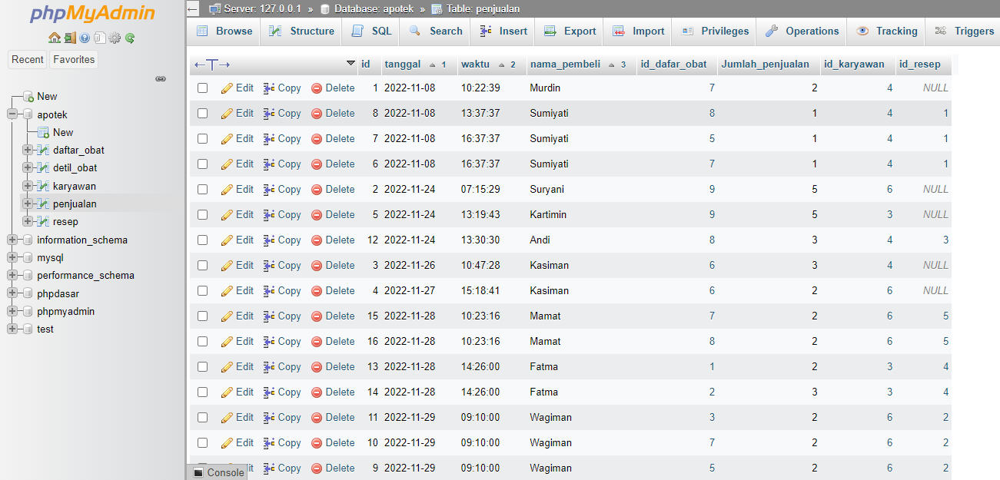 phpMyAdmin
Recent Favorites
New
apotek
New
daftar_obat
detil_obat
karyawan
penjualan
resep
information_schema
mysql
performance_schema
phpdasar
phpmyadmin
test
Server: 127.0.0.1 » Database: apotek » Table: penjualan
Browse Structure SQL Search Insert Export Import Privileges Operations Tracking Triggers
←T→ id tanggal 1 waktu 2 nama_pembeli 3 id_dafar_obat Jumlah_penjualan id_karyawan id_resep
Edit Copy Delete 1 2022-11-08 10:22:39 Murdin 7 2 4 NULL
Edit Copy Delete 8 2022-11-08 13:37:37 Sumiyati 8 1 4 1
Edit Copy Delete 7 2022-11-08 16:37:37 Sumiyati 5 1 4 1
Edit Copy Delete 6 2022-11-08 16:37:37 Sumiyati 7 1 4 1
Edit Copy Delete 2 2022-11-24 07:15:29 Suryani 9 5 6 NULL
Edit Copy Delete 5 2022-11-24 13:19:43 Kartimin 9 5 3 NULL
Edit Copy Delete 12 2022-11-24 13:30:30 Andi 8 3 4 3
Edit Copy Delete 3 2022-11-26 10:47:28 Kasiman 6 3 4 NULL
Edit Copy Delete 4 2022-11-27 15:18:41 Kasiman 6 2 6 NULL
Edit Copy Delete 15 2022-11-28 10:23:16 Mamat 7 2 6 5
Edit Copy Delete 16 2022-11-28 10:23:16 Mamat 8 2 6 5
Edit Copy Delete 13 2022-11-28 14:26:00 Fatma 1 2 3 4
Edit Copy Delete 14 2022-11-28 14:26:00 Fatma 2 3 3 4
Edit Copy Delete 11 2022-11-29 09:10:00 Wagiman 3 2 6 2
Edit Copy Delete 10 2022-11-29 09:10:00 Wagiman 7 2 6 2
Copy Delete 9 2022-11-29 09:10:00 Wagiman 5 2 6 2
Console